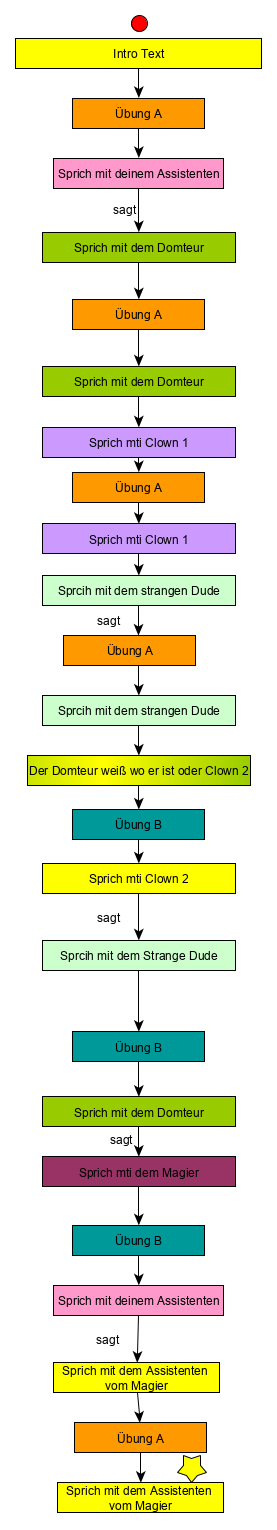 Intro Text
Übung A
Sprich mit deinem Assistenten
sagt
Sprich mit dem Domteur
Übung A
Sprich mit dem Domteur
Sprich mti Clown 1
Übung A
Sprich mti Clown 1
Sprcih mit dem strangen Dude
sagt
Übung A
Sprcih mit dem strangen Dude
Der Domteur weiß wo er ist oder Clown 2
Übung B
Sprich mti Clown 2
sagt
Sprcih mit dem Strange Dude
Übung B
Sprich mit dem Domteur
sagt
Sprich mti dem Magier
Übung B
Sprich mit deinem Assistenten
sagt
Sprich mit dem Assistenten
vom Magier
Übung A
Sprich mit dem Assistenten
vom Magier